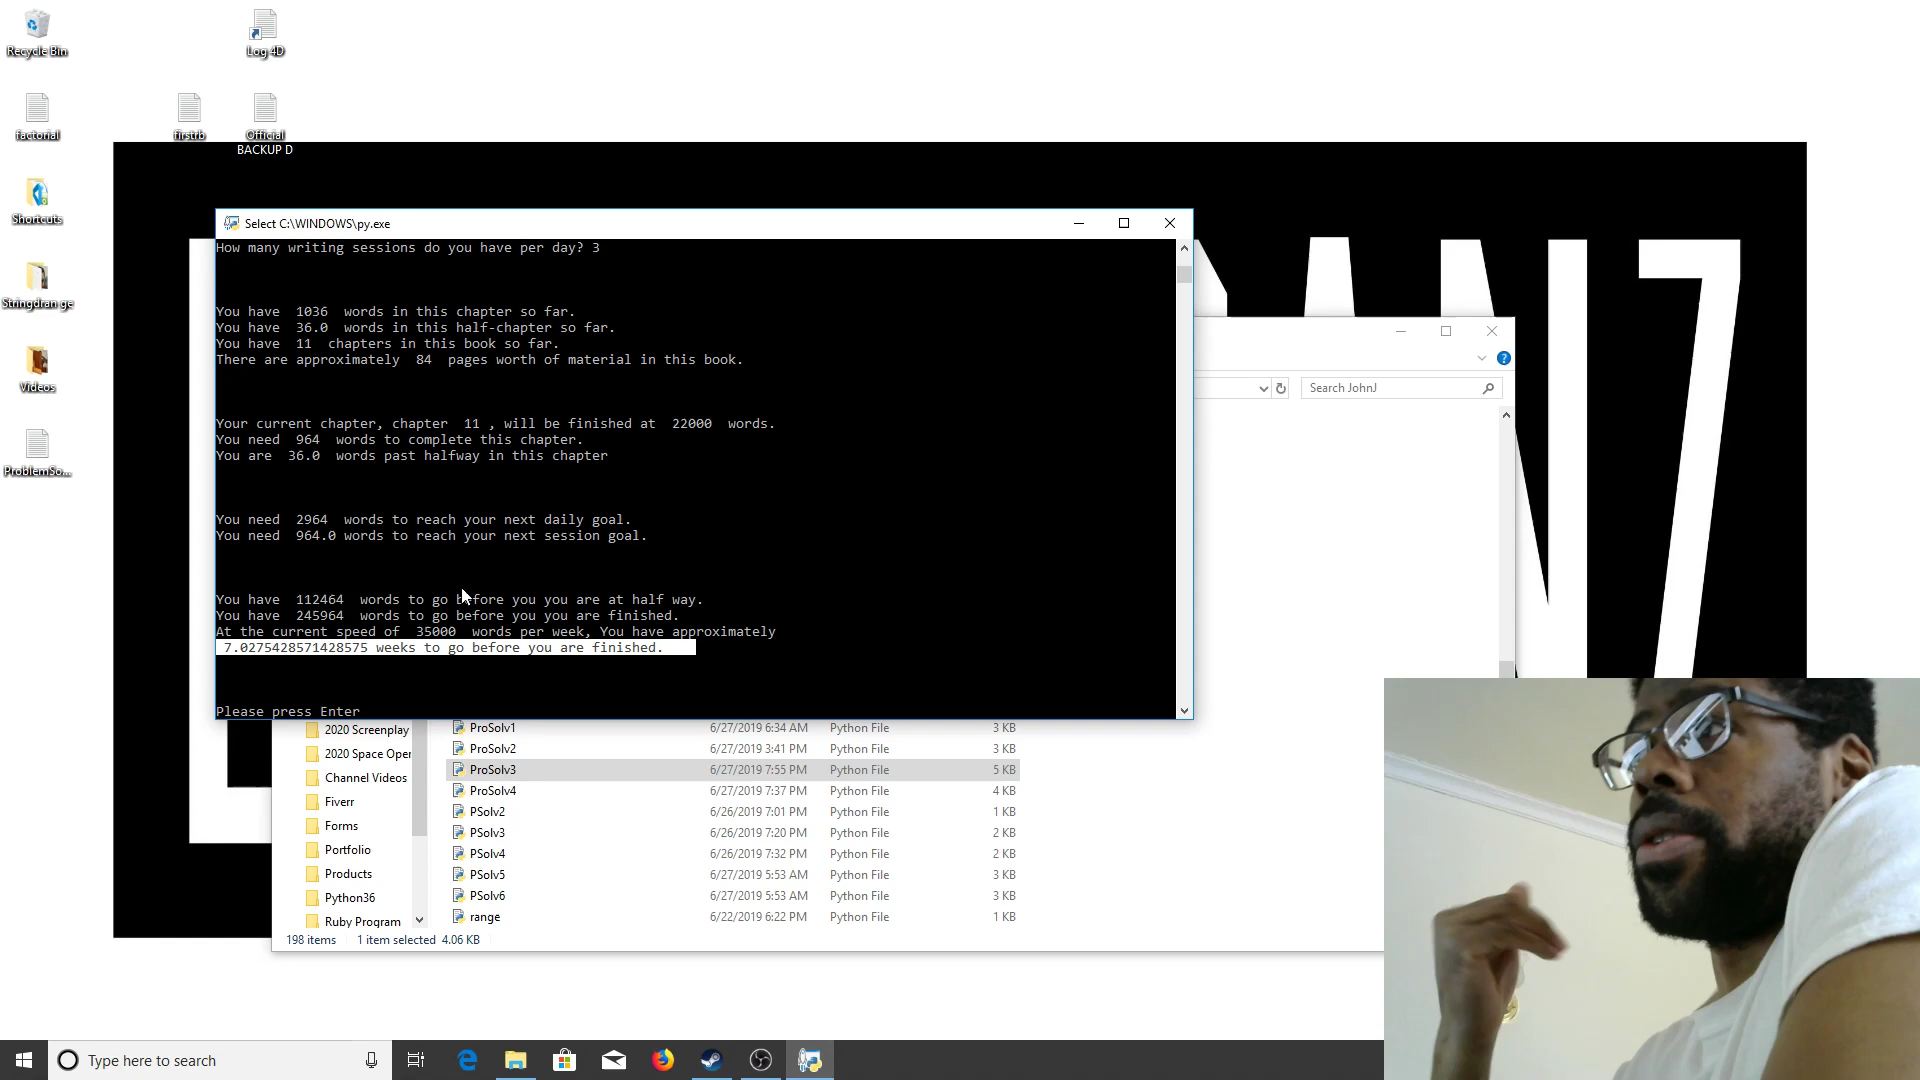 Recycle Bin
Log 4D
factorial
firstrb
Official
BACKUP D
Shortcuts
Stringdran ge
Videos
ProblemSo...
Select C:\WINDOWS\py.exe
How many writing sessions do you have per day? 3
You have  1036  words in this chapter so far.
You have  36.0  words in this half-chapter so far.
You have  11  chapters in this book so far.
There are approximately  84  pages worth of material in this book.
Your current chapter, chapter  11 , will be finished at  22000  words.
You need  964  words to complete this chapter.
You are  36.0  words past halfway in this chapter
You need  2964  words to reach your next daily goal.
You need  964.0 words to reach your next session goal.
You have  112464  words to go before you you are at half way.
You have  245964  words to go before you you are finished.
At the current speed of  35000  words per week, You have approximately
7.0275428571428575 weeks to go before you are finished.
Please press Enter
?
Search JohnJ
2020 Screenplay
2020 Space Oper
Channel Videos
Fiverr
Forms
Portfolio
Products
Python36
Ruby Program
ProSolv1 6/27/2019 6:34 AM Python File 3 KB
ProSolv2 6/27/2019 3:41 PM Python File 3 KB
ProSolv3 6/27/2019 7:55 PM Python File 5 KB
ProSolv4 6/27/2019 7:37 PM Python File 4 KB
PSolv2 6/26/2019 7:01 PM Python File 1 KB
PSolv3 6/26/2019 7:20 PM Python File 2 KB
PSolv4 6/26/2019 7:32 PM Python File 2 KB
PSolv5 6/27/2019 5:53 AM Python File 3 KB
PSolv6 6/27/2019 5:53 AM Python File 3 KB
range 6/22/2019 6:22 PM Python File 1 KB
198 items 1 item selected 4.06 KB
Type here to search